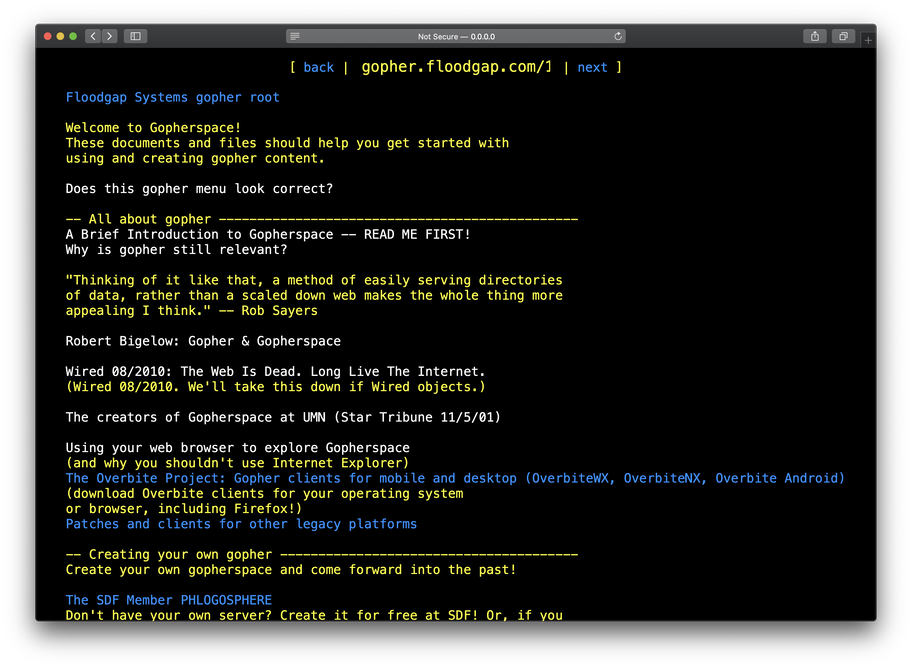 Not Secure — 0.0.0.0
[ back | gopher.floodgap.com/1 | next ]
Floodgap Systems gopher root
Welcome to Gopherspace!
These documents and files should help you get started with
using and creating gopher content.
Does this gopher menu look correct?
-- All about gopher -----------------------------------------------
A Brief Introduction to Gopherspace -- READ ME FIRST!
Why is gopher still relevant?
"Thinking of it like that, a method of easily serving directories
of data, rather than a scaled down web makes the whole thing more
appealing I think." -- Rob Sayers
Robert Bigelow: Gopher & Gopherspace
Wired 08/2010: The Web Is Dead. Long Live The Internet.
(Wired 08/2010. We'll take this down if Wired objects.)
The creators of Gopherspace at UMN (Star Tribune 11/5/01)
Using your web browser to explore Gopherspace
(and why you shouldn't use Internet Explorer)
The Overbite Project: Gopher clients for mobile and desktop (OverbiteWX, OverbiteNX, Overbite Android)
(download Overbite clients for your operating system
or browser, including Firefox!)
Patches and clients for other legacy platforms
-- Creating your own gopher ---------------------------------------
Create your own gopherspace and come forward into the past!
The SDF Member PHLOGOSPHERE
Don't have your own server? Create it for free at SDF! Or, if you